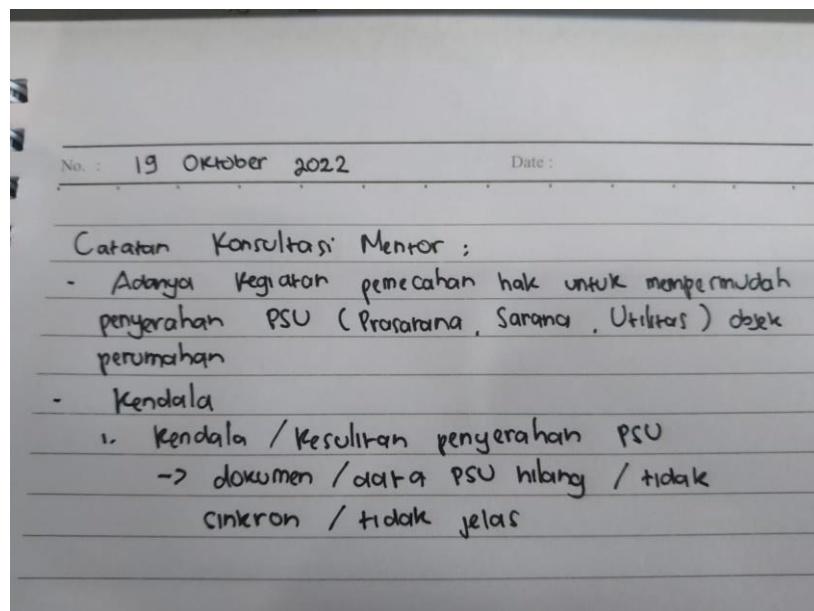 No. : 19 Oktober 2022 Date :
Catatan Konsultasi Mentor :
- Adanya kegiatan pemecahan hak untuk mempermudah
penyerahan PSU (Prasarana, Sarana, Utilitas) objek
perumahan
- Kendala
1. Kendala / kesulitan penyerahan PSU
-> dokumen / data PSU hilang / tidak
sinkron / tidak jelas